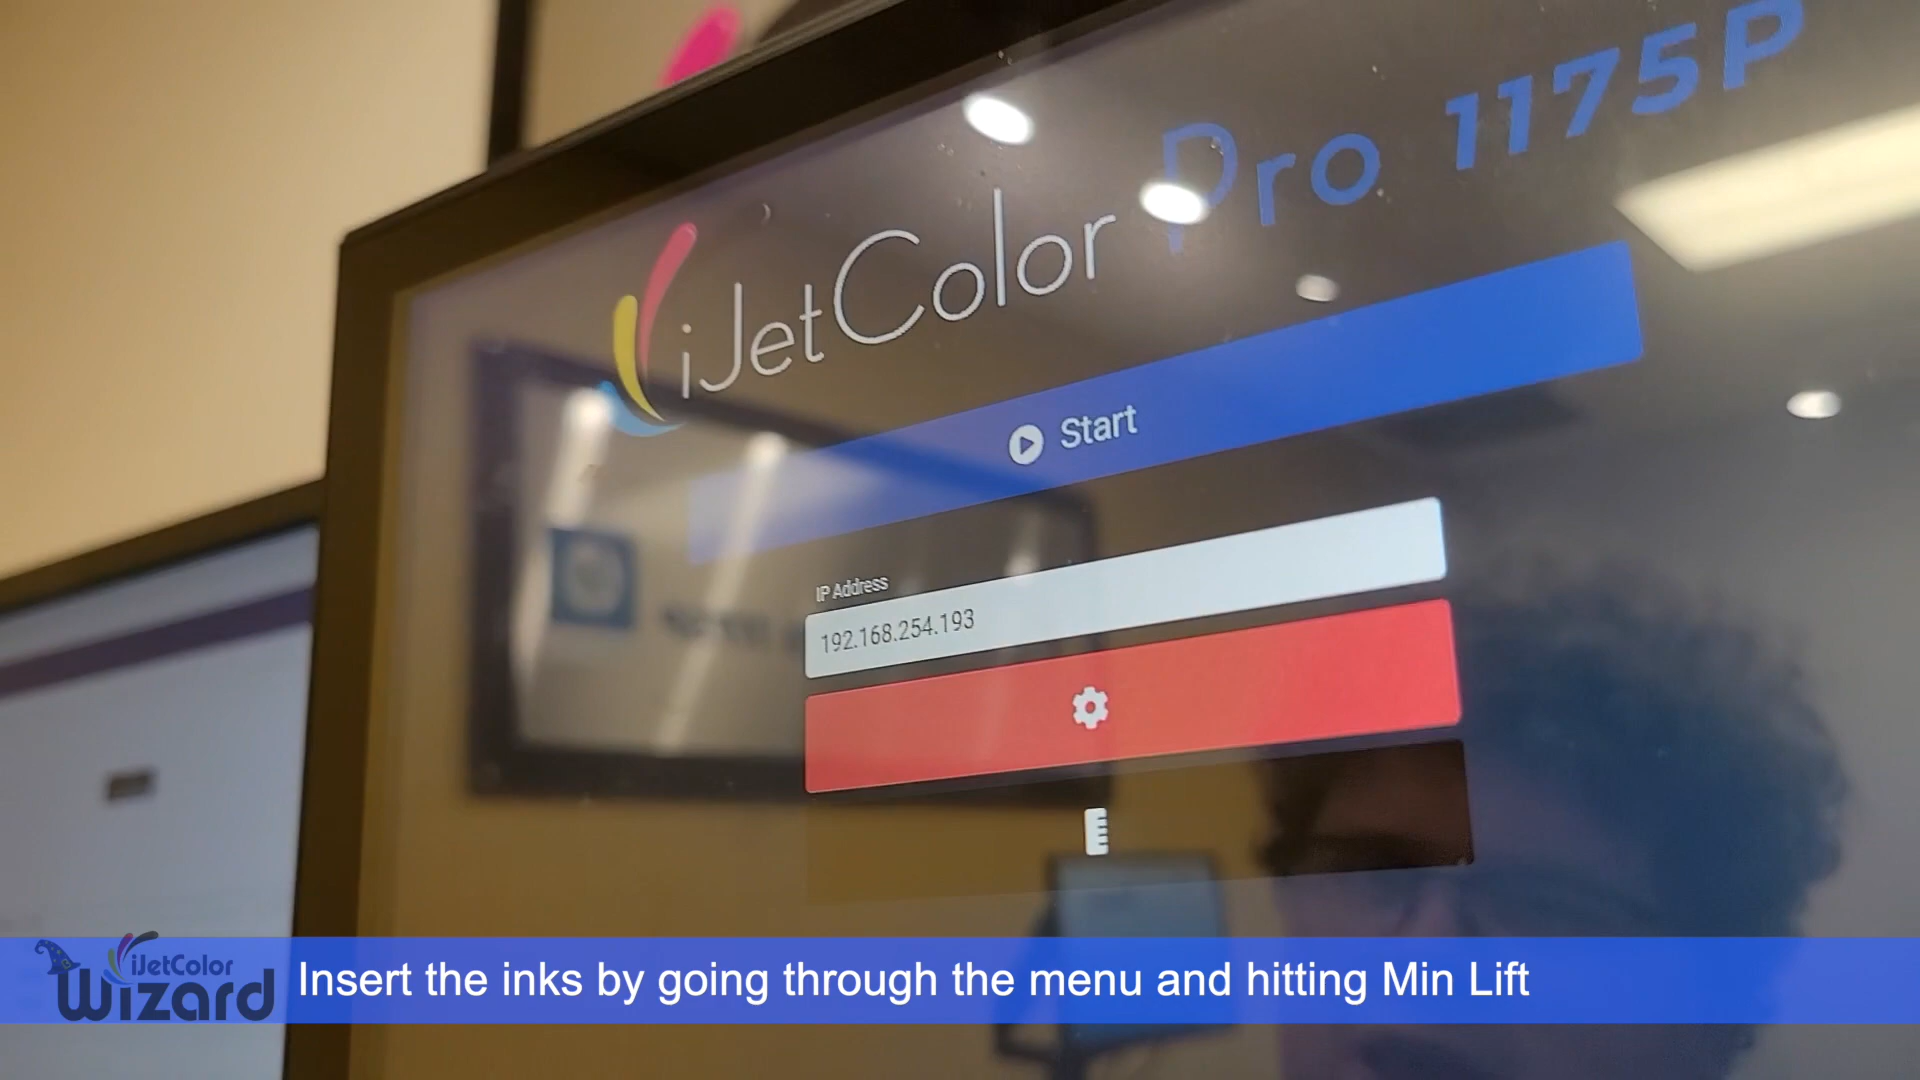 iJetColor Pro 1175P
Start
IP Address
192.168.254.193
iJetColor
Wizard
Insert the inks by going through the menu and hitting Min Lift